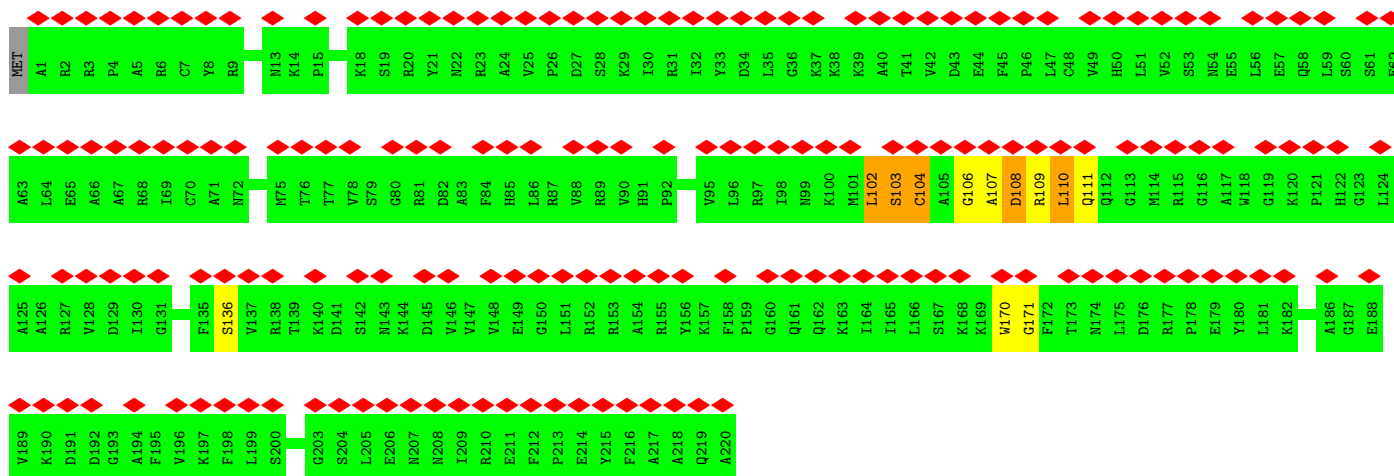 MET A1 R2 R3 P4 A5 R6 C7 Y8 R9 N13 K14 P15 K18 S19 R20 Y21 N22 R23 A24 V25 P26 D27 S28 K29 I30 R31 I32 Y33 D34 L35 G36 K37 K38 K39 A40 T41 V42 D43 E44 F45 P46 L47 C48 V49 H50 L51 V52 S53 N54 E55 L56 E57 Q58 L59 S60 S61 E62
A63 L64 E65 A66 A67 R68 I69 C70 A71 N72 M75 T76 T77 V78 S79 G80 R81 D82 A83 F84 H85 L86 R87 V88 R89 V90 H91 P92 V95 L96 R97 I98 N99 K100 M101 L102 S103 C104 A105 G106 A107 D108 R109 L110 Q111 Q112 G113 M114 R115 G116 A117 W118 G119 K120 P121 H122 G123 L124
A125 A126 R127 V128 D129 I130 G131 F135 S136 V137 R138 T139 K140 D141 S142 N143 K144 D145 V146 V147 V148 E149 G150 L151 R152 R153 A154 R155 Y156 K157 F158 P159 G160 Q161 Q162 K163 I164 I165 L166 S167 K168 K169 W170 G171 F172 T173 N174 L175 D176 R177 P178 E179 Y180 L181 K182 A186 G187 E188
V189 K190 D191 D192 G193 A194 F195 V196 K197 F198 L199 S200 G203 S204 L205 E206 N207 N208 I209 R210 E211 F212 P213 E214 Y215 F216 A217 A218 Q219 A220